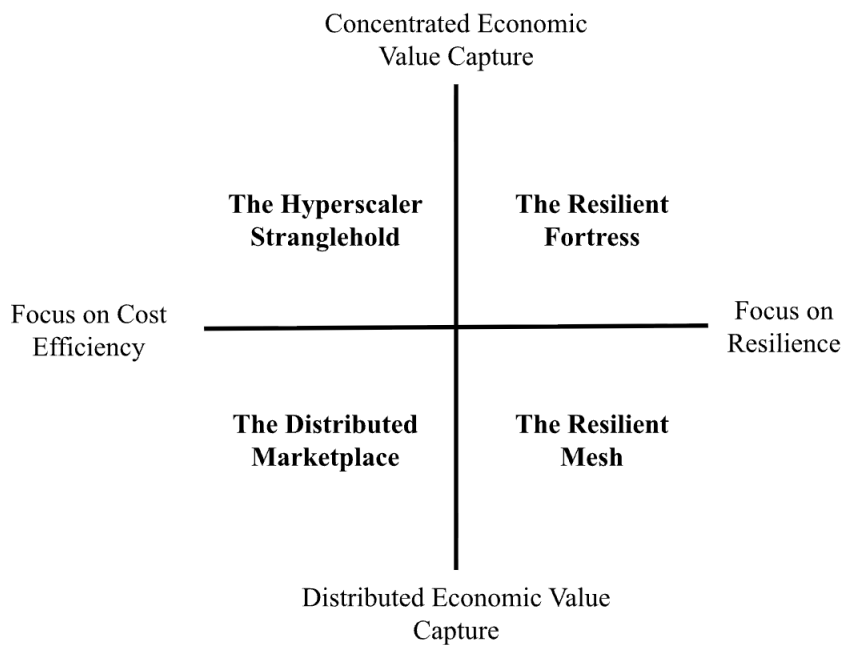 Concentrated Economic
Value Capture
The Hyperscaler
Stranglehold
The Resilient
Fortress
Focus on Cost
Efficiency
Focus on
Resilience
The Distributed
Marketplace
The Resilient
Mesh
Distributed Economic Value
Capture